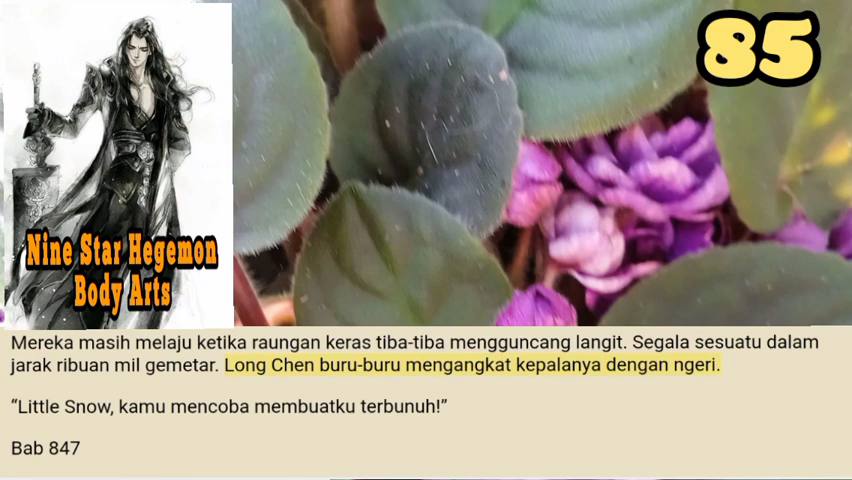 85
Nine Star Hegemon
Body Arts
Mereka masih melaju ketika raungan keras tiba-tiba mengguncang langit. Segala sesuatu dalam
jarak ribuan mil gemetar. Long Chen buru-buru mengangkat kepalanya dengan ngeri.
“Little Snow, kamu mencoba membuatku terbunuh!”
Bab 847